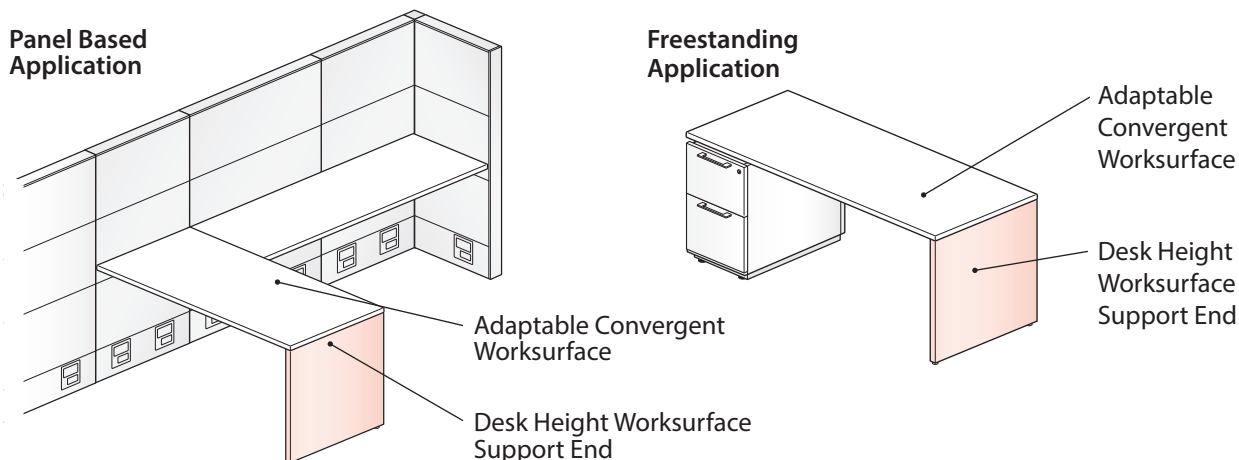 Panel Based
Application
Adaptable Convergent
Worksurface
Desk Height Worksurface
Support End
Freestanding
Application
Adaptable
Convergent
Worksurface
Desk Height
Worksurface
Support End